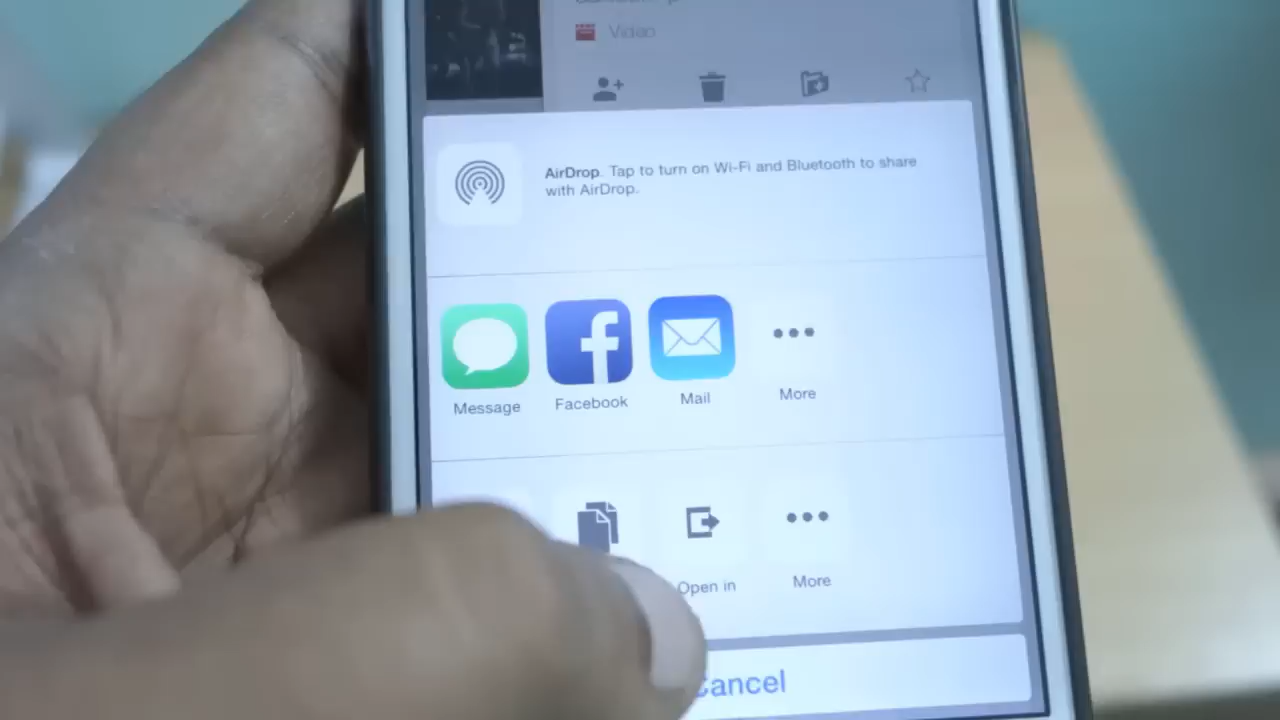 Video
AirDrop. Tap to turn on Wi-Fi and Bluetooth to share
with AirDrop.
Message
Facebook
Mail
More
Open in
More
Cancel